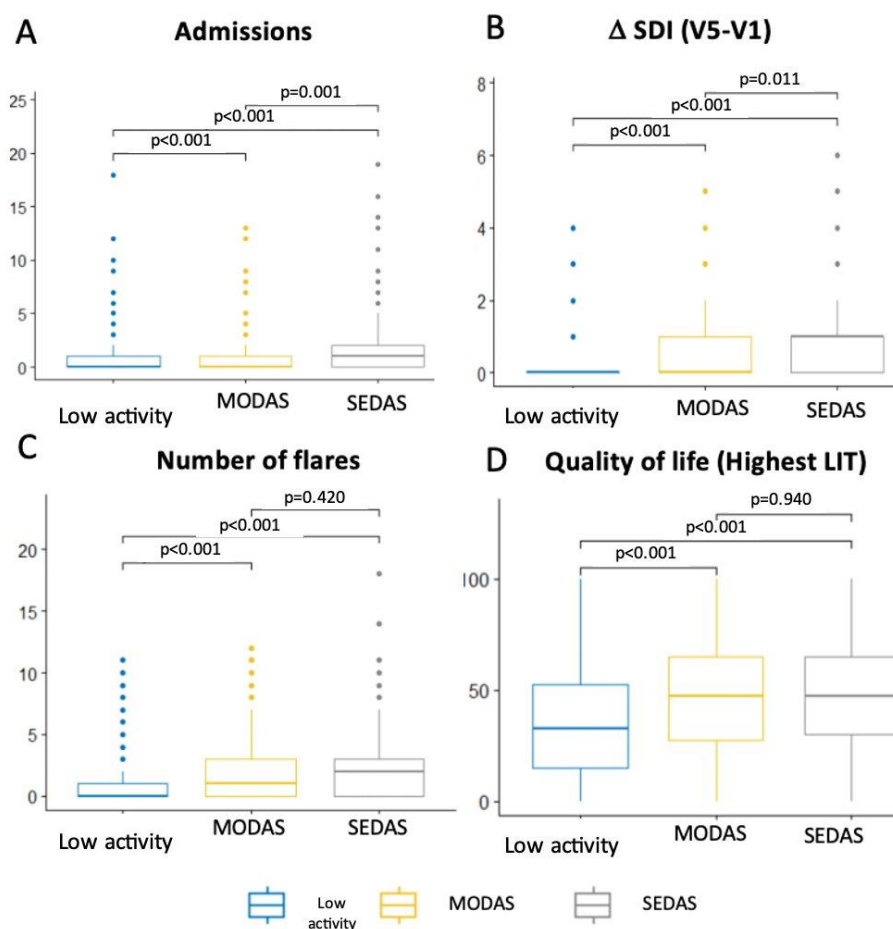 A
Admissions
25
20
15
10
5
0
p=0.001
p<0.001
p<0.001
Low activity
MODAS
SEDAS
B
Δ SDI (V5-V1)
8
6
4
2
0
p=0.011
p<0.001
p<0.001
Low activity
MODAS
SEDAS
C
Number of flares
20
15
10
5
0
p=0.420
p<0.001
p<0.001
Low activity
MODAS
SEDAS
D
Quality of life (Highest LIT)
100
50
0
p=0.940
p<0.001
p<0.001
Low activity
MODAS
SEDAS
Low
activity
MODAS
SEDAS